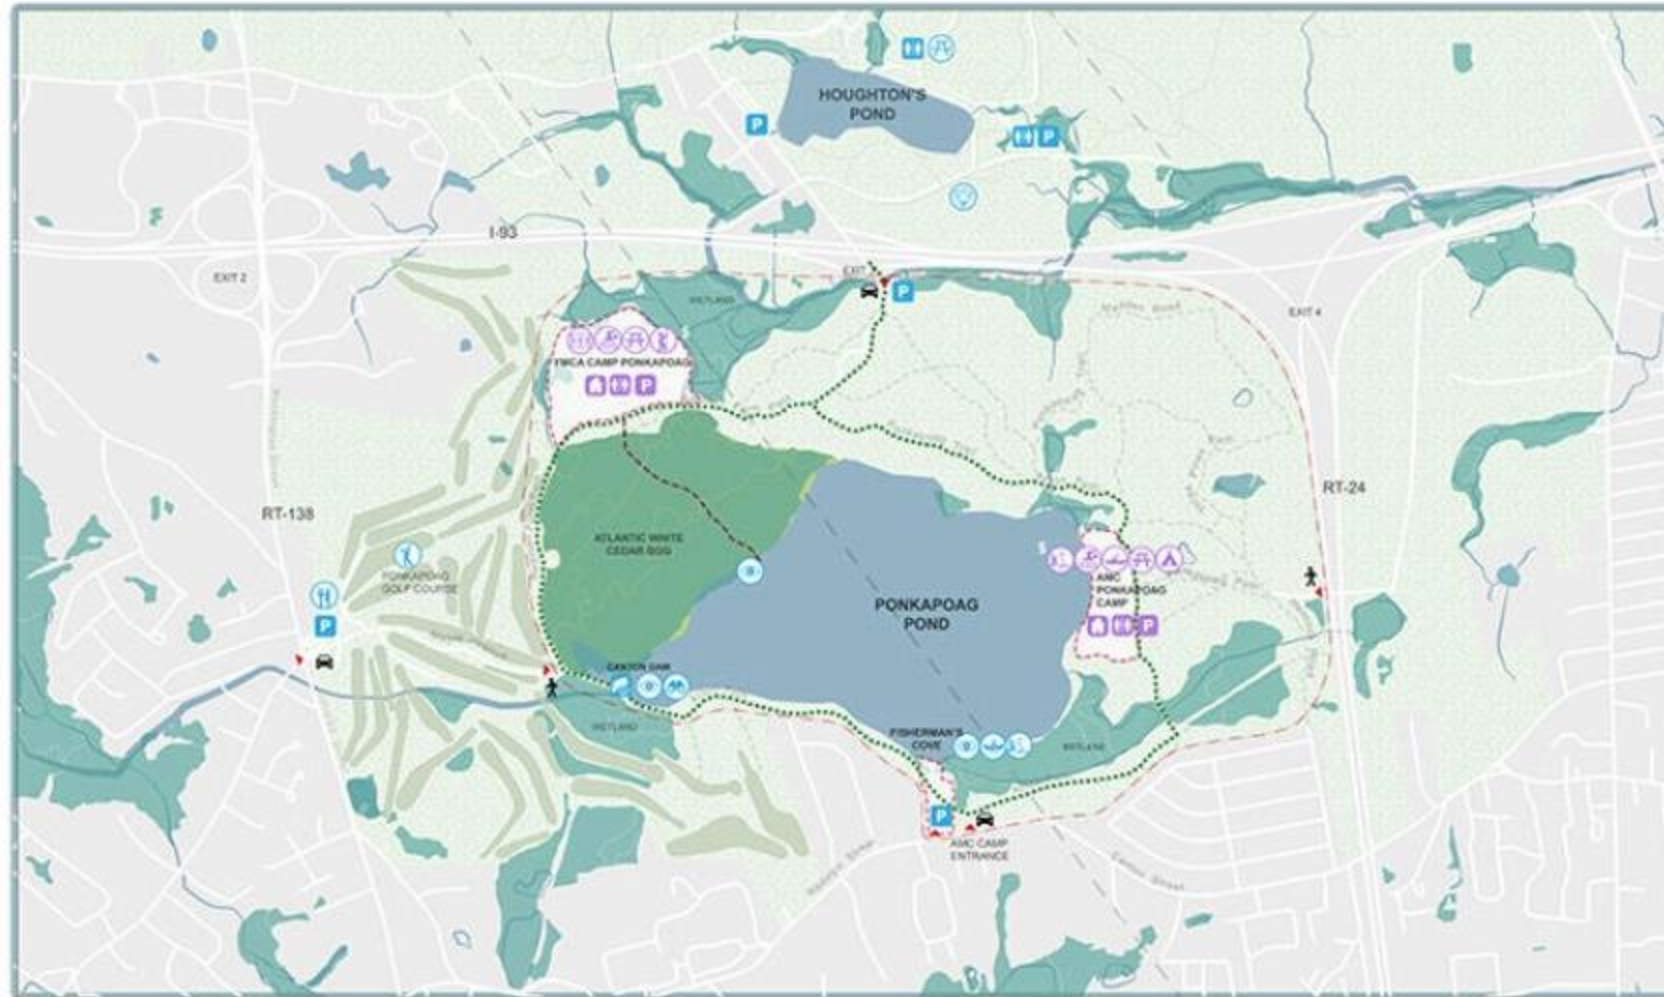 HOUGHTON'S
POND
P
P
I-93
EXIT 2
EXIT
P
WETLAND
EXIT 4
YMCA CAMP PONKAPOAG
P
RT-138
RT-24
ATLANTIC WHITE
CEDAR BOG
PONKAPOAG
GOLF COURSE
P
PONKAPOAG
POND
AMC
PONKAPOAG
CAMP
P
CANTON DAM
WETLAND
FISHERMAN'S
COVE
WETLAND
P
AMC CAMP
ENTRANCE